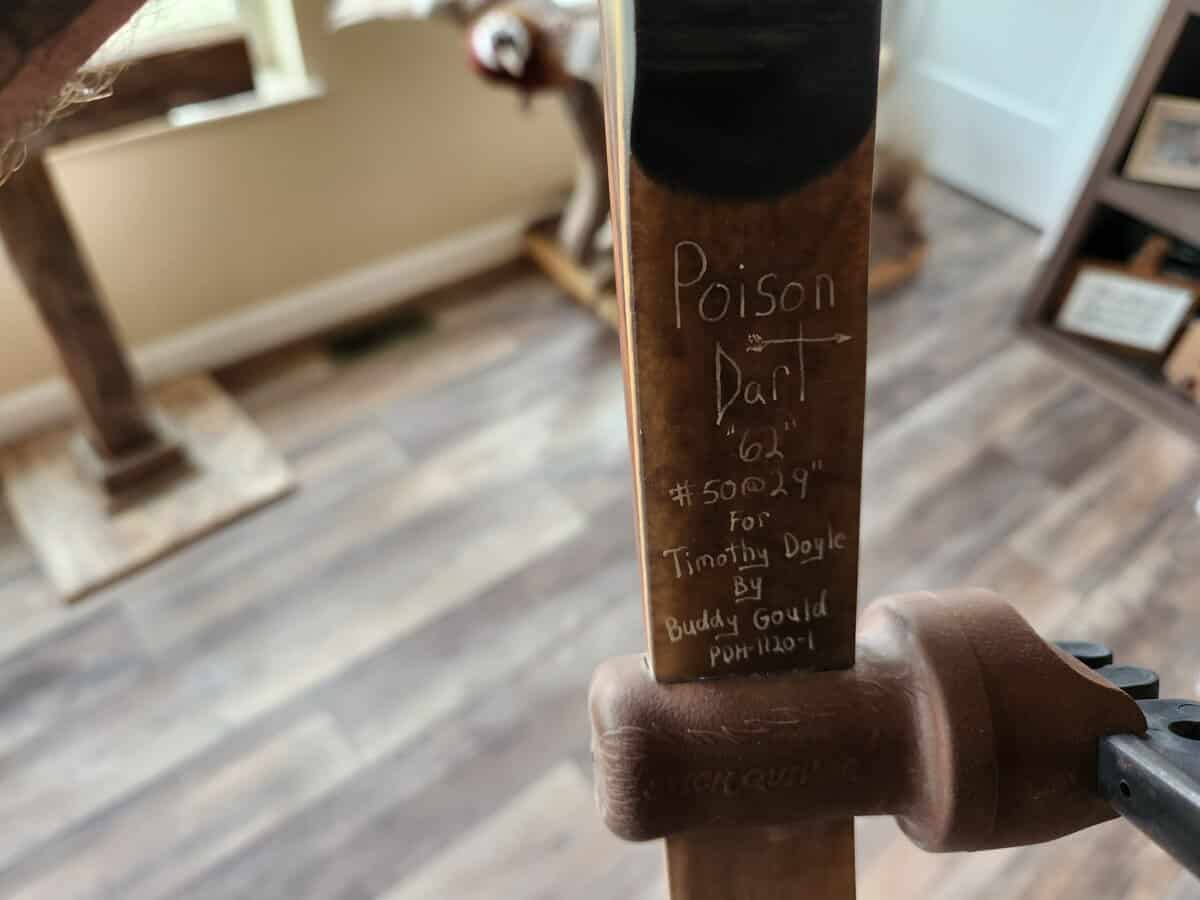 Poison
Dart
"62"
#50@29"
For
Timothy Doyle
By
Buddy Gould
PDH-1120-1